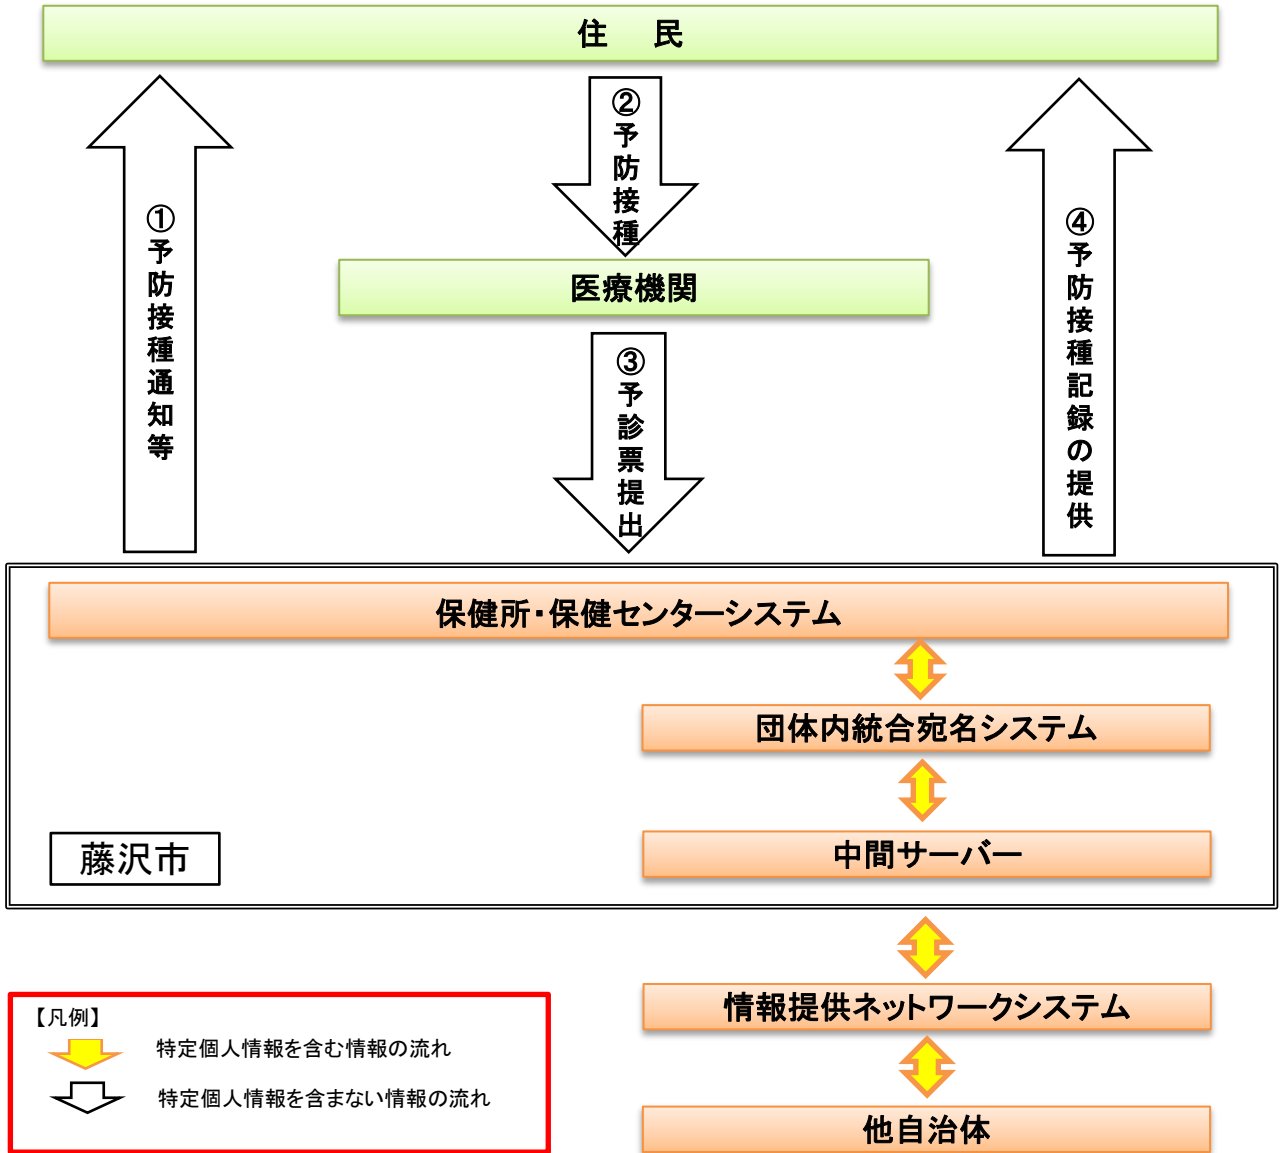 住　民
①予防接種通知等
②予防接種
医療機関
③予診票提出
④予防接種記録の提供
保健所・保健センターシステム
団体内統合宛名システム
中間サーバー
藤沢市
情報提供ネットワークシステム
他自治体
【凡例】
特定個人情報を含む情報の流れ
特定個人情報を含まない情報の流れ